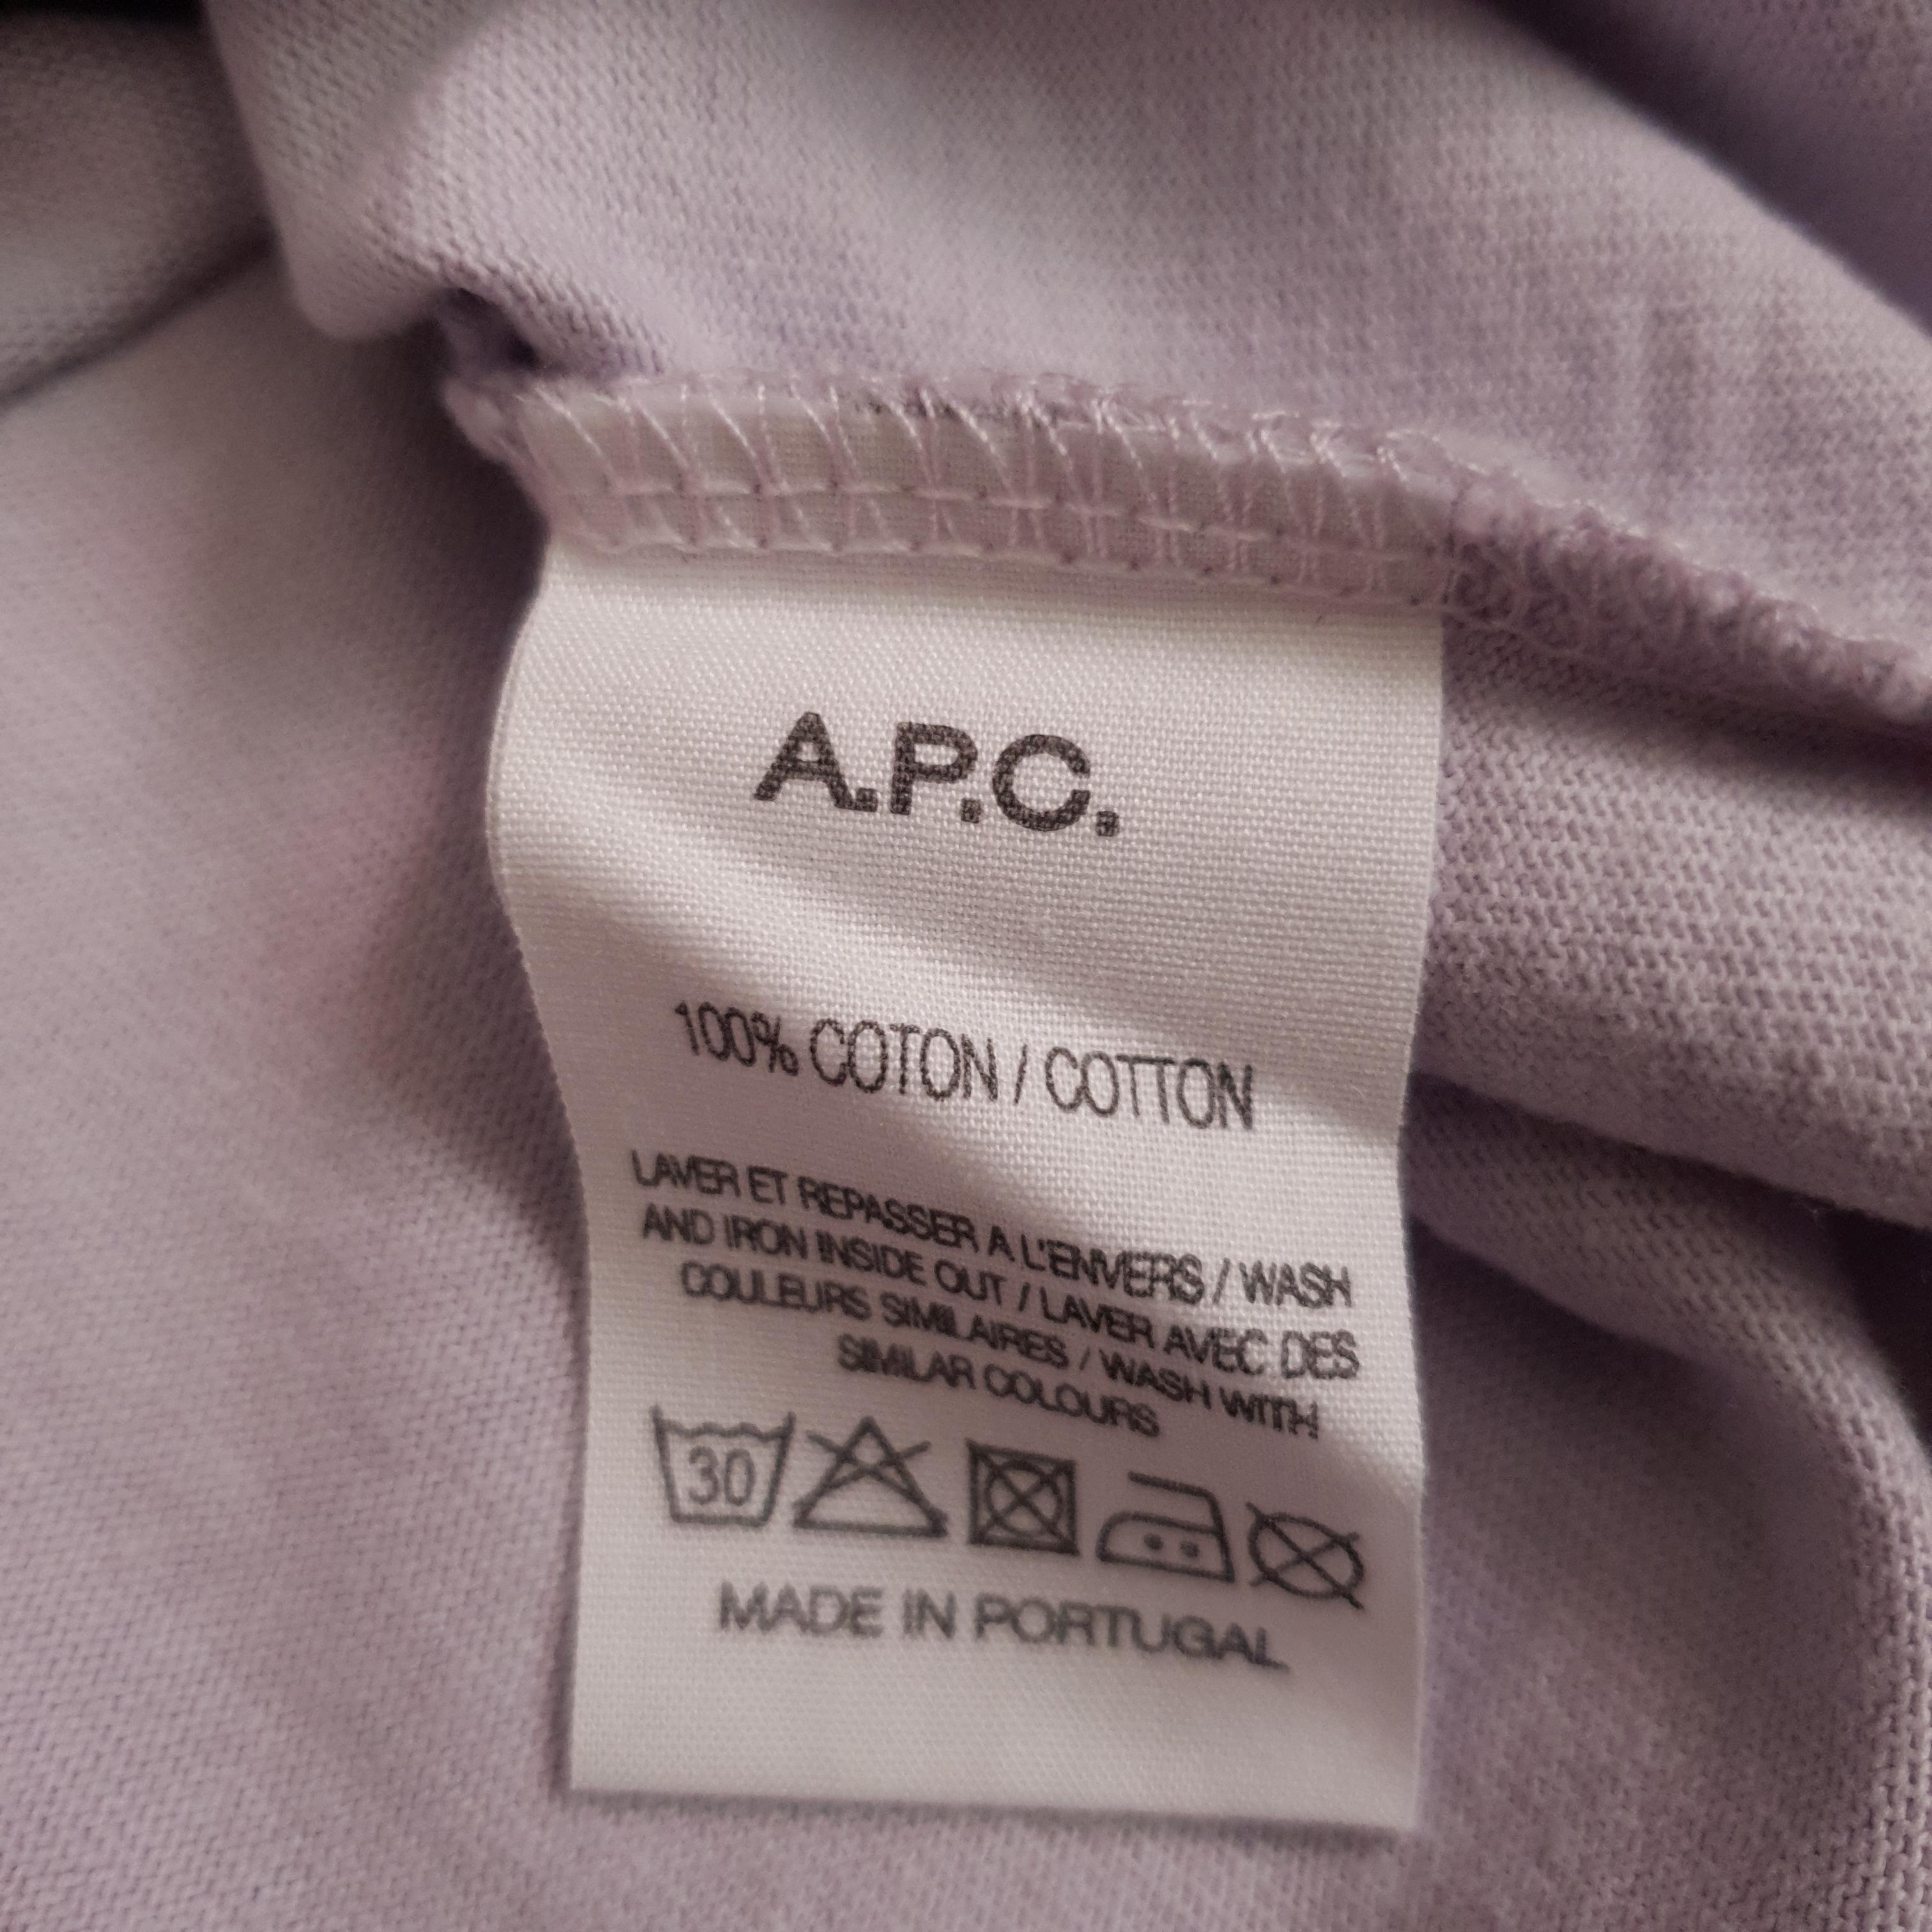 A.P.C.
100% COTON / COTTON
LAVER ET REPASSER A L'ENVERS / WASH
AND IRON INSIDE OUT / LAVER AVEC DES
COULEURS SIMILAIRES / WASH WITH
SIMILAR COLOURS
30
MADE IN PORTUGAL